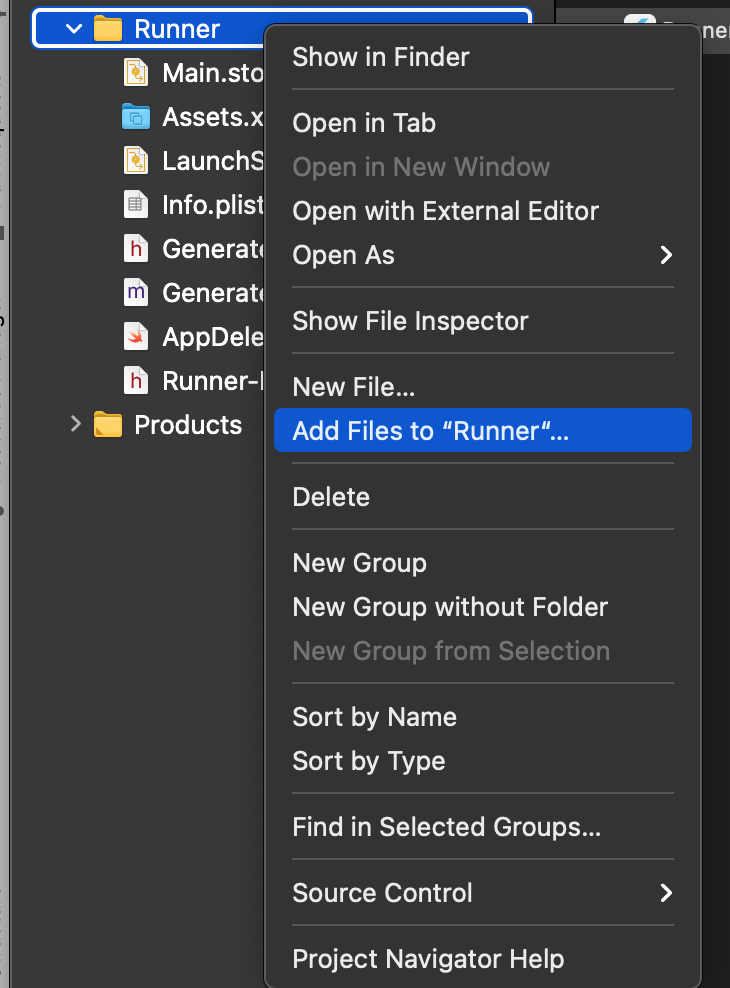 Runner
Main.sto
Assets.x
LaunchS
Info.plist
Generate
Generate
AppDele
Runner-
Products
Show in Finder
Open in Tab
Open in New Window
Open with External Editor
Open As
Show File Inspector
New File...
Add Files to “Runner“...
Delete
New Group
New Group without Folder
New Group from Selection
Sort by Name
Sort by Type
Find in Selected Groups...
Source Control
Project Navigator Help